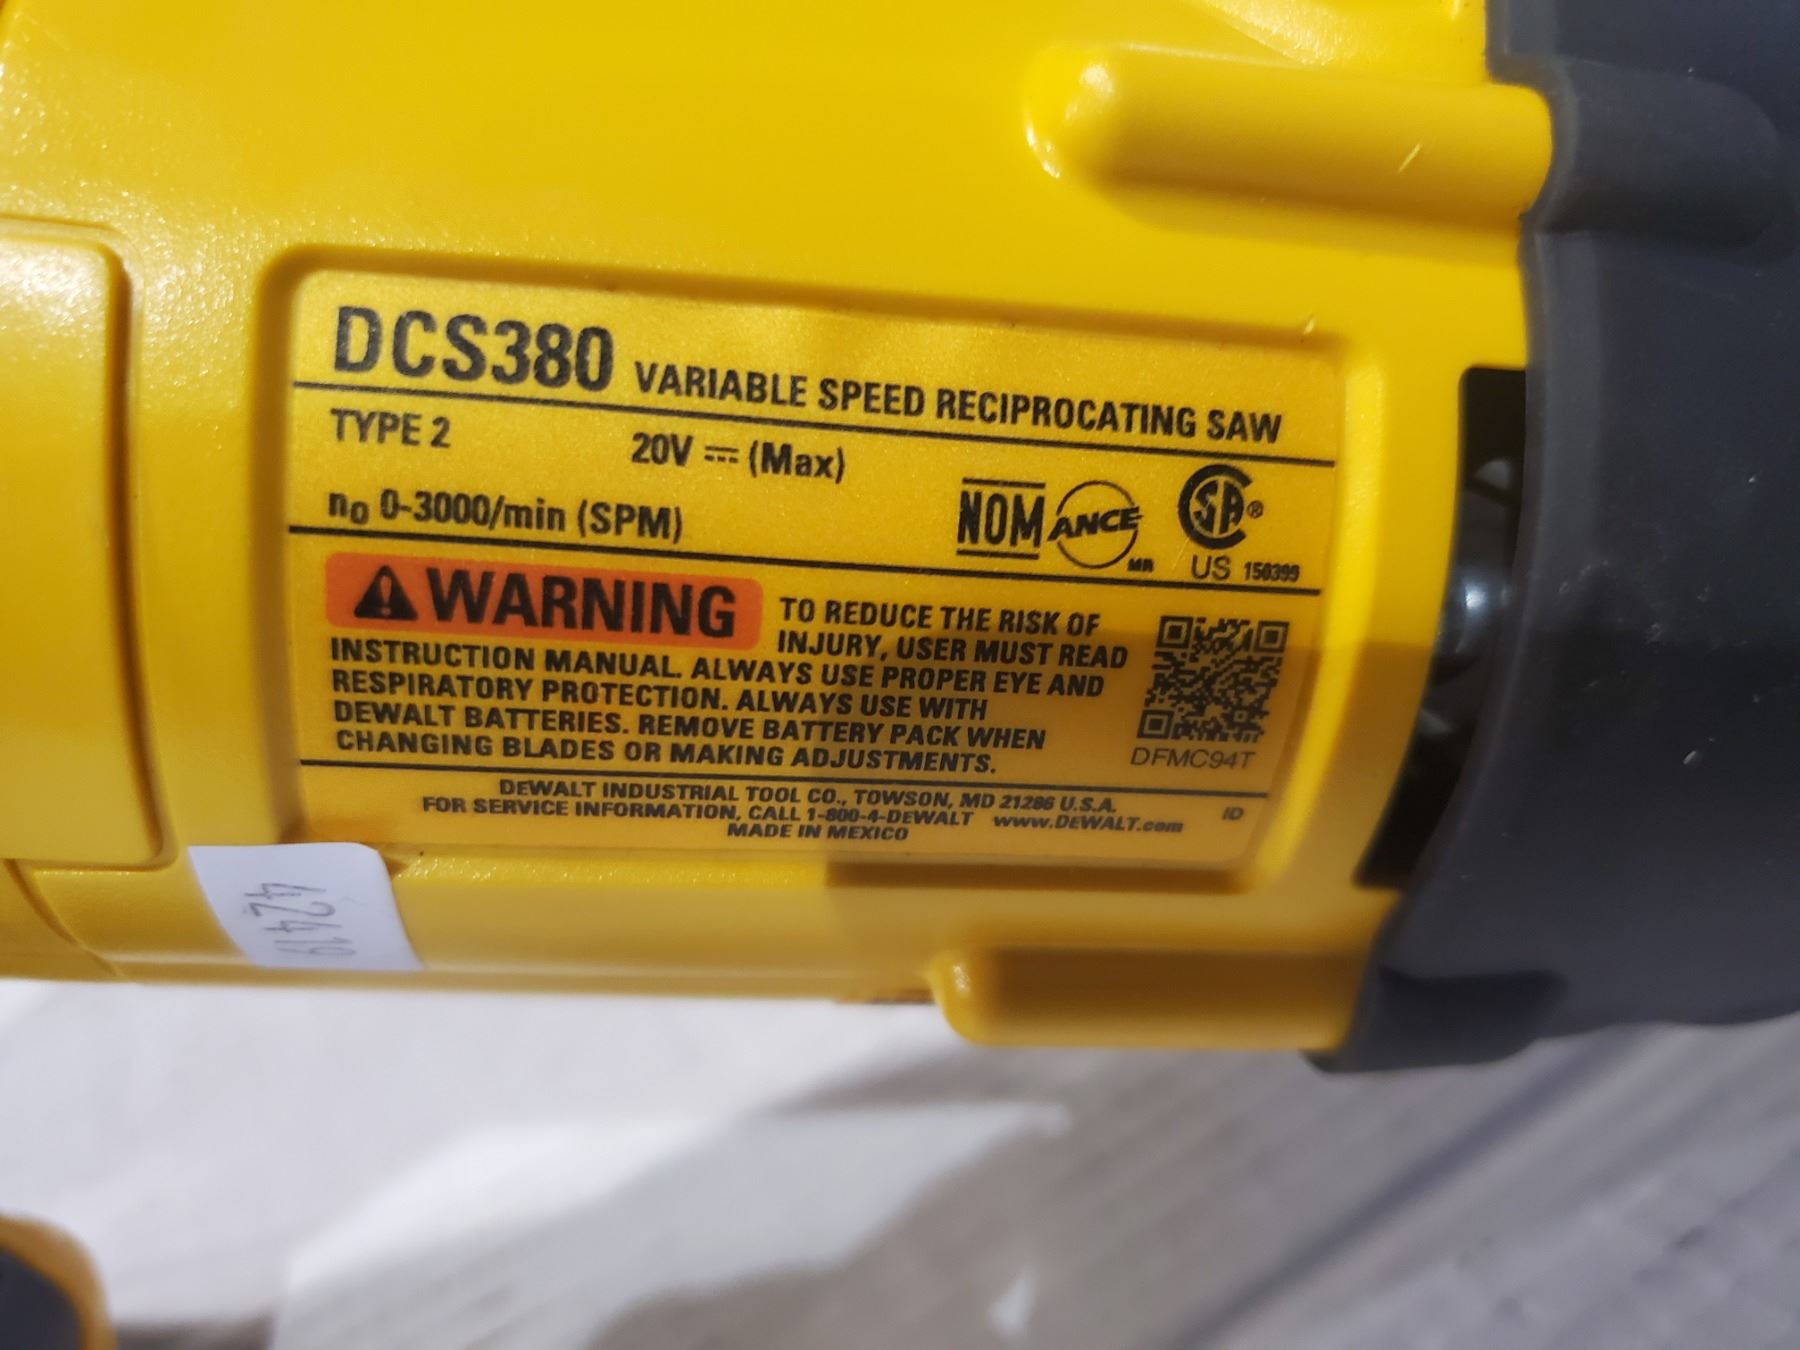 DCS380 VARIABLE SPEED RECIPROCATING SAW
TYPE 2 20V ⎓ (Max)
n₀ 0-3000/min (SPM)
NOM ANCE MR
SA ®
US 150399
WARNING TO REDUCE THE RISK OF
INJURY, USER MUST READ
INSTRUCTION MANUAL. ALWAYS USE PROPER EYE AND
RESPIRATORY PROTECTION. ALWAYS USE WITH
DEWALT BATTERIES. REMOVE BATTERY PACK WHEN
CHANGING BLADES OR MAKING ADJUSTMENTS.
DFMC94T
DEWALT INDUSTRIAL TOOL CO., TOWSON, MD 21286 U.S.A.
FOR SERVICE INFORMATION, CALL 1-800-4-DEWALT www.DEWALT.com ID
MADE IN MEXICO
42419